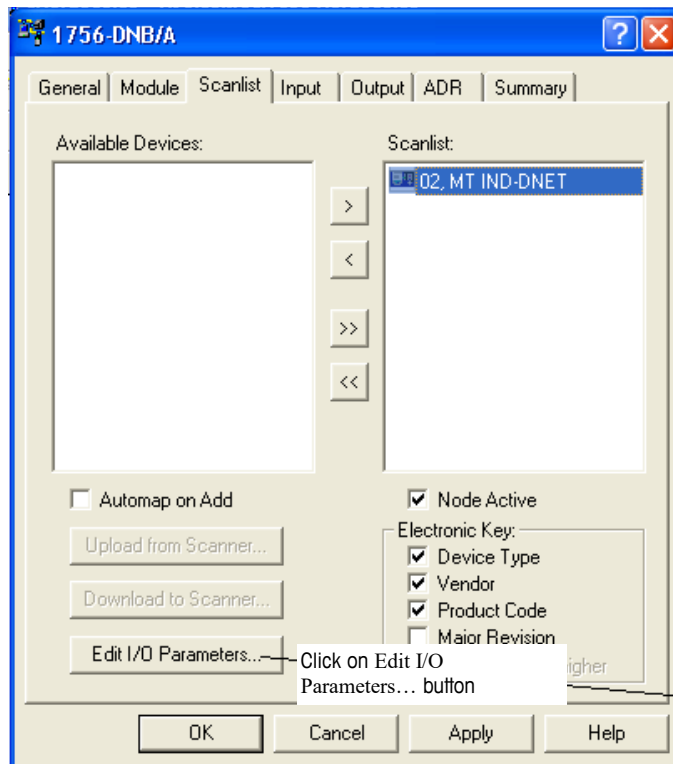 1756-DNB/A
General Module Scanlist Input Output ADR Summary
Available Devices:
Scanlist:
02, MT IND-DNET
>
<
>>
<<
Automap on Add
Node Active
Upload from Scanner...
Electronic Key:
Device Type
Vendor
Download to Scanner...
Product Code
Major Revision
Edit I/O Parameters...
Click on Edit I/O
Parameters... button
igher
OK Cancel Apply Help